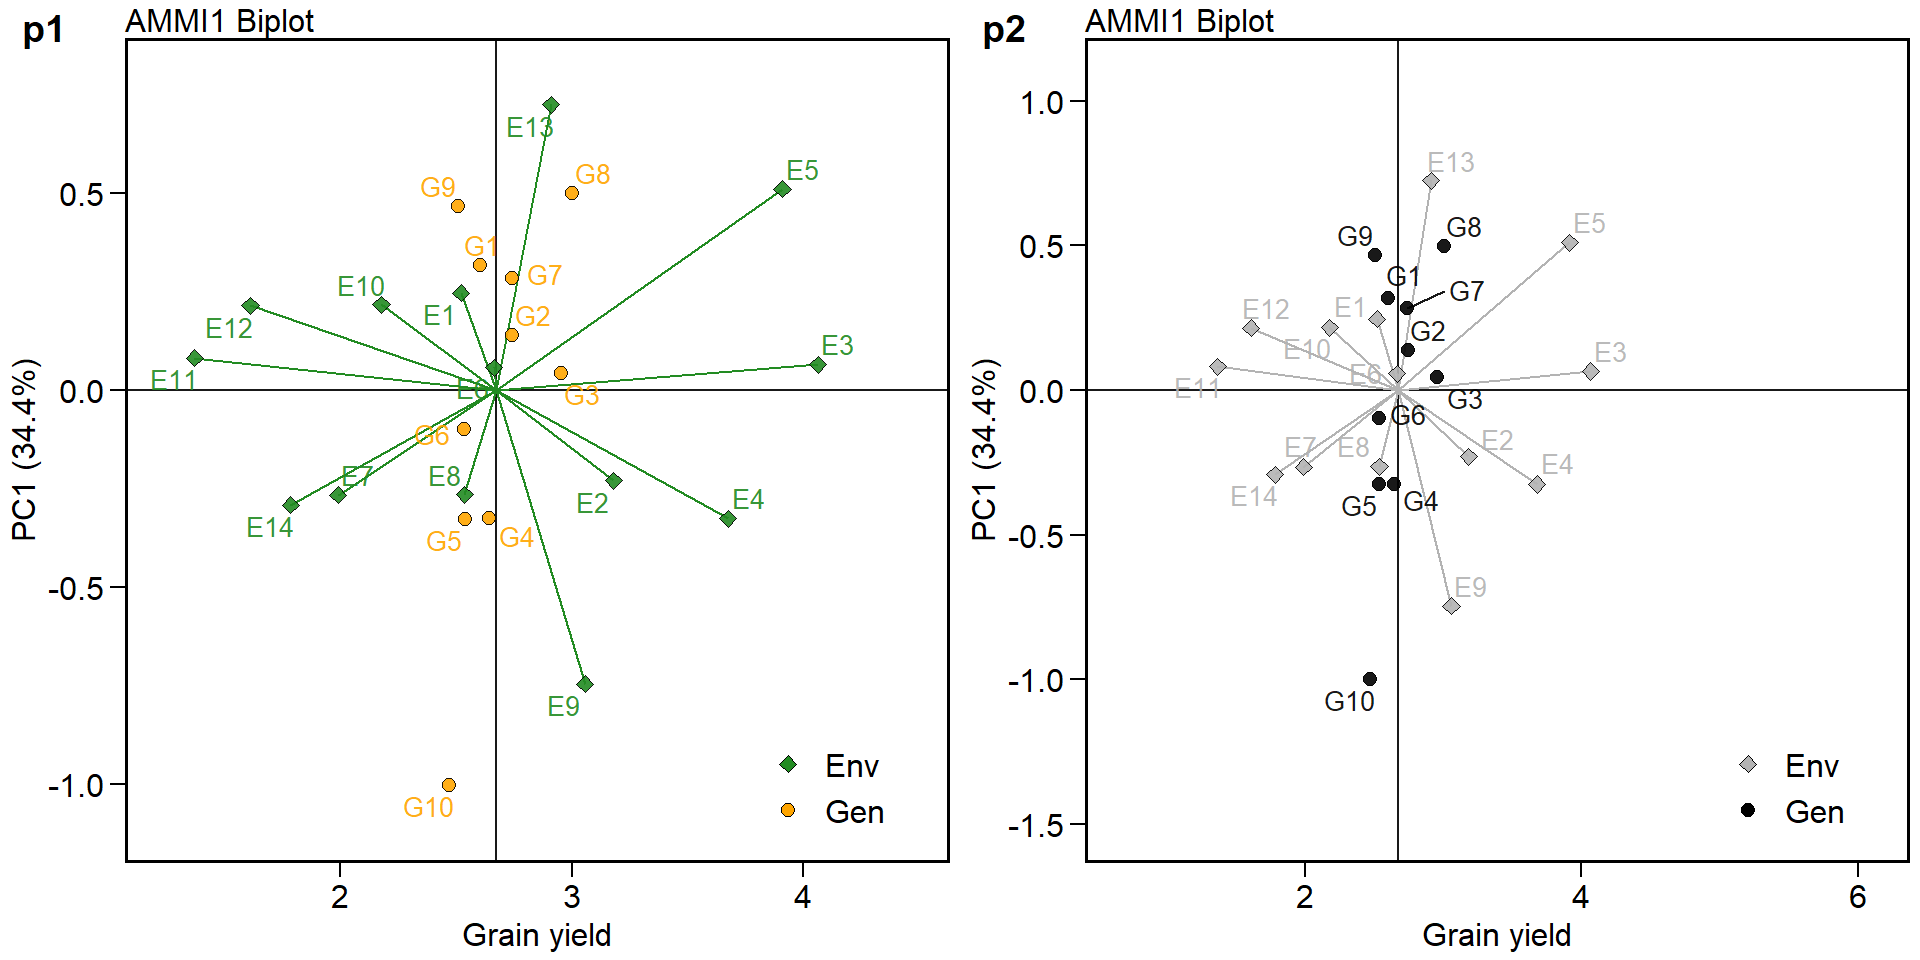 p1
AMMI1 Biplot
E13
E5
G8
G9
G1
G7
E10
E1
G2
E12
E3
E11
E6
G3
G6
E7
E8
E2
E4
E14
G5
G4
E9
G10
Env
Gen
0.5
0.0
-0.5
-1.0
PC1 (34.4%)
2
3
4
Grain yield
p2
AMMI1 Biplot
E13
E5
G8
G9
G1
G7
E12
E1
G2
E10
E3
E6
E11
G3
G6
E7
E8
E2
E4
E14
G5
G4
E9
G10
Env
Gen
1.0
0.5
0.0
-0.5
-1.0
-1.5
PC1 (34.4%)
2
4
6
Grain yield